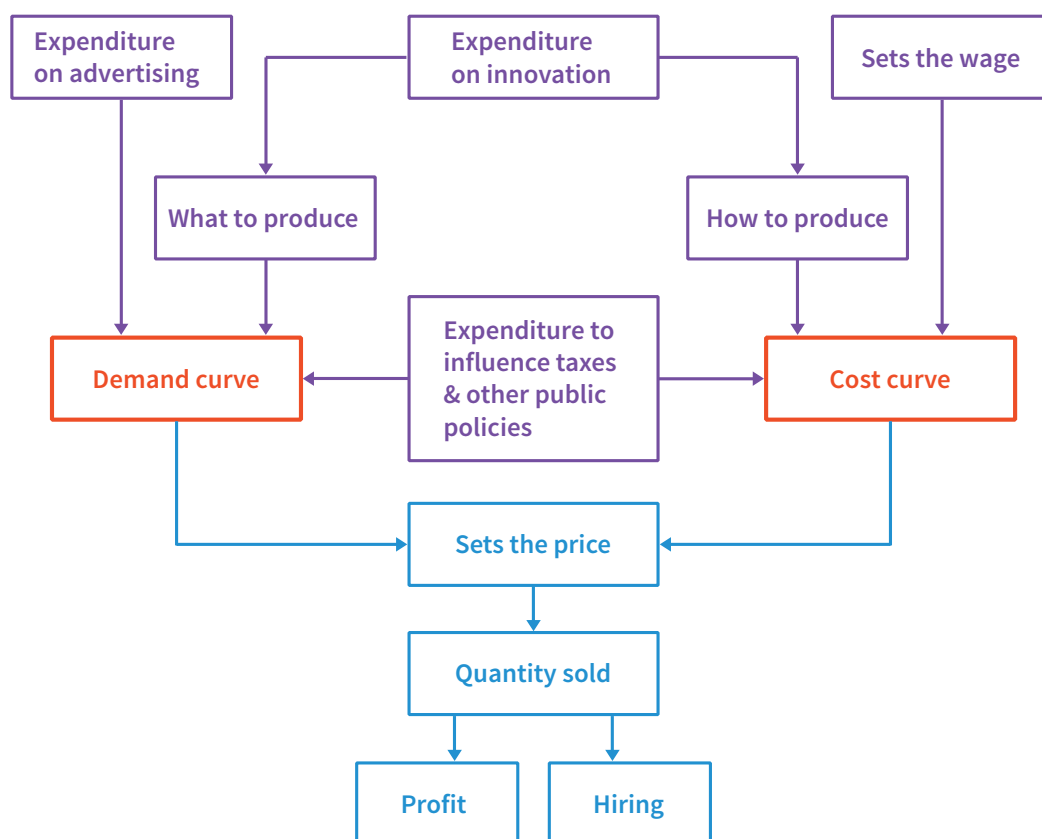 Expenditure
on advertising
Expenditure
on innovation
Sets the wage
What to produce
How to produce
Expenditure to
influence taxes
& other public
policies
Demand curve
Cost curve
Sets the price
Quantity sold
Profit
Hiring